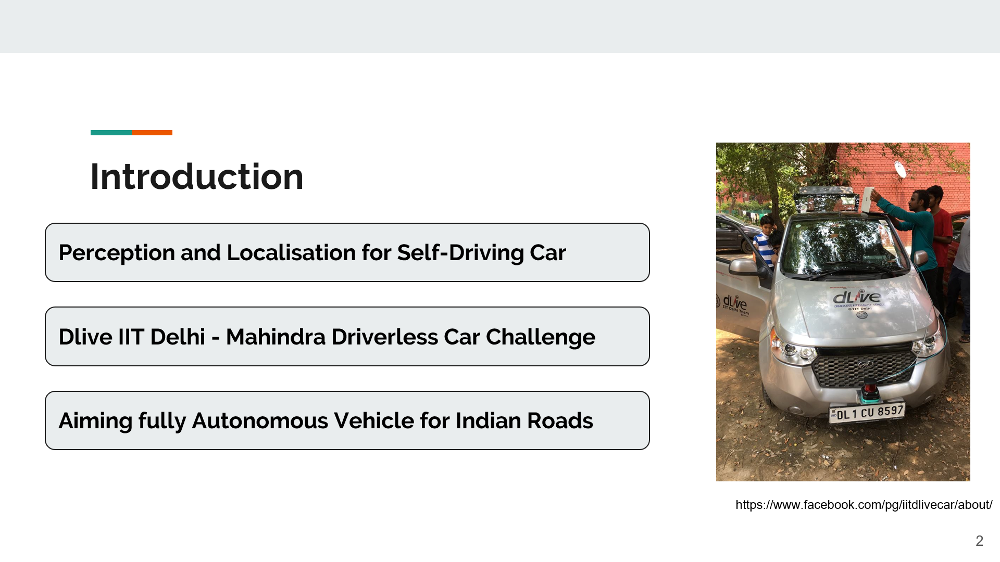 Introduction
Perception and Localisation for Self-Driving Car
Dlive IIT Delhi - Mahindra Driverless Car Challenge
Aiming fully Autonomous Vehicle for Indian Roads
dLive
DRIVERLESS INTELLIGENT VEHICLE
@IIT Delhi
dLive
IIT Delhi Team
IND
DL 1 CU 8597
https://www.facebook.com/pg/iitdlivecar/about/
2